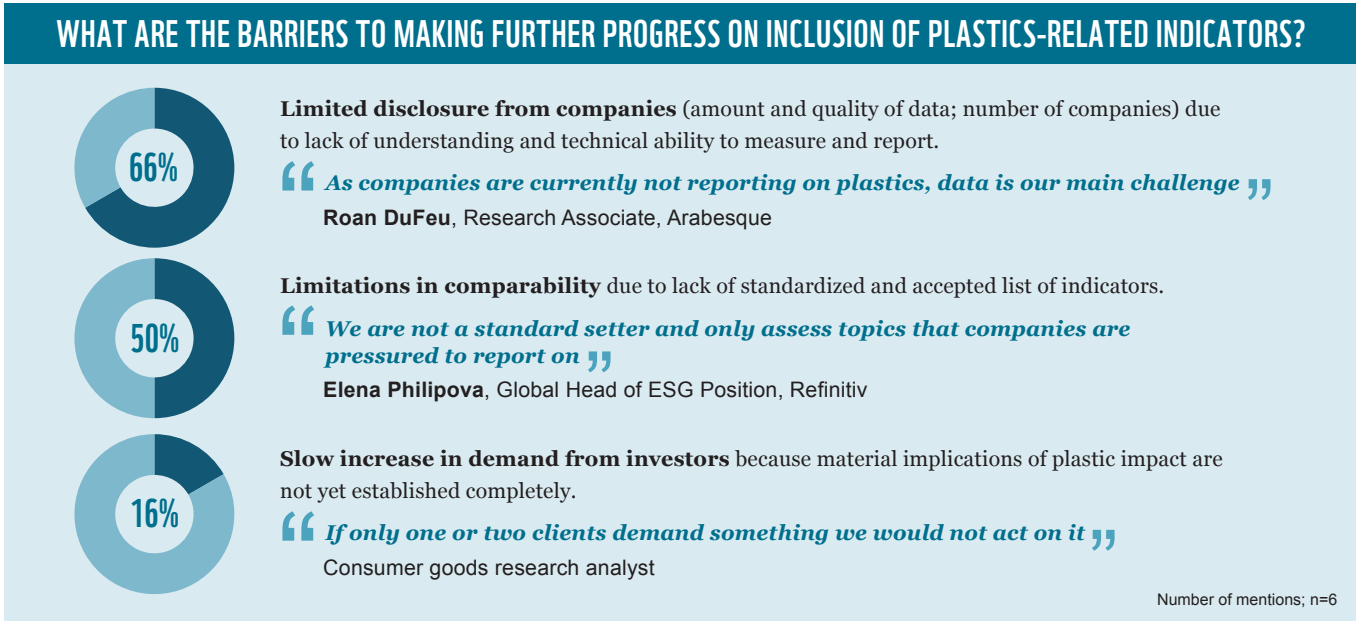 WHAT ARE THE BARRIERS TO MAKING FURTHER PROGRESS ON INCLUSION OF PLASTICS-RELATED INDICATORS?
66%
Limited disclosure from companies (amount and quality of data; number of companies) due
to lack of understanding and technical ability to measure and report.
“ As companies are currently not reporting on plastics, data is our main challenge ”
Roan DuFeu, Research Associate, Arabesque
50%
Limitations in comparability due to lack of standardized and accepted list of indicators.
“ We are not a standard setter and only assess topics that companies are
pressured to report on ”
Elena Philipova, Global Head of ESG Position, Refinitiv
16%
Slow increase in demand from investors because material implications of plastic impact are
not yet established completely.
“ If only one or two clients demand something we would not act on it ”
Consumer goods research analyst
Number of mentions; n=6